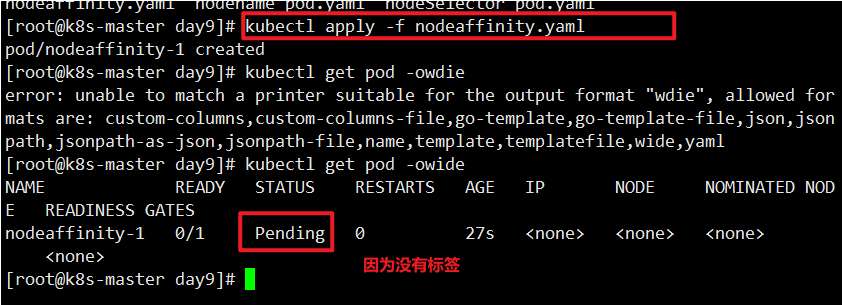 nodeaffinity.yaml  nodename pod.yaml  nodeSelector pod.yaml
[root@k8s-master day9]# kubectl apply -f nodeaffinity.yaml
pod/nodeaffinity-1 created
[root@k8s-master day9]# kubectl get pod -owdie
error: unable to match a printer suitable for the output format "wdie", allowed for
mats are: custom-columns,custom-columns-file,go-template,go-template-file,json,json
path,jsonpath-as-json,jsonpath-file,name,template,templatefile,wide,yaml
[root@k8s-master day9]# kubectl get pod -owide
NAME             READY   STATUS    RESTARTS   AGE   IP       NODE     NOMINATED NOD
E   READINESS GATES
nodeaffinity-1   0/1     Pending   0          27s   <none>   <none>   <none>
    <none>
因为没有标签
[root@k8s-master day9]#